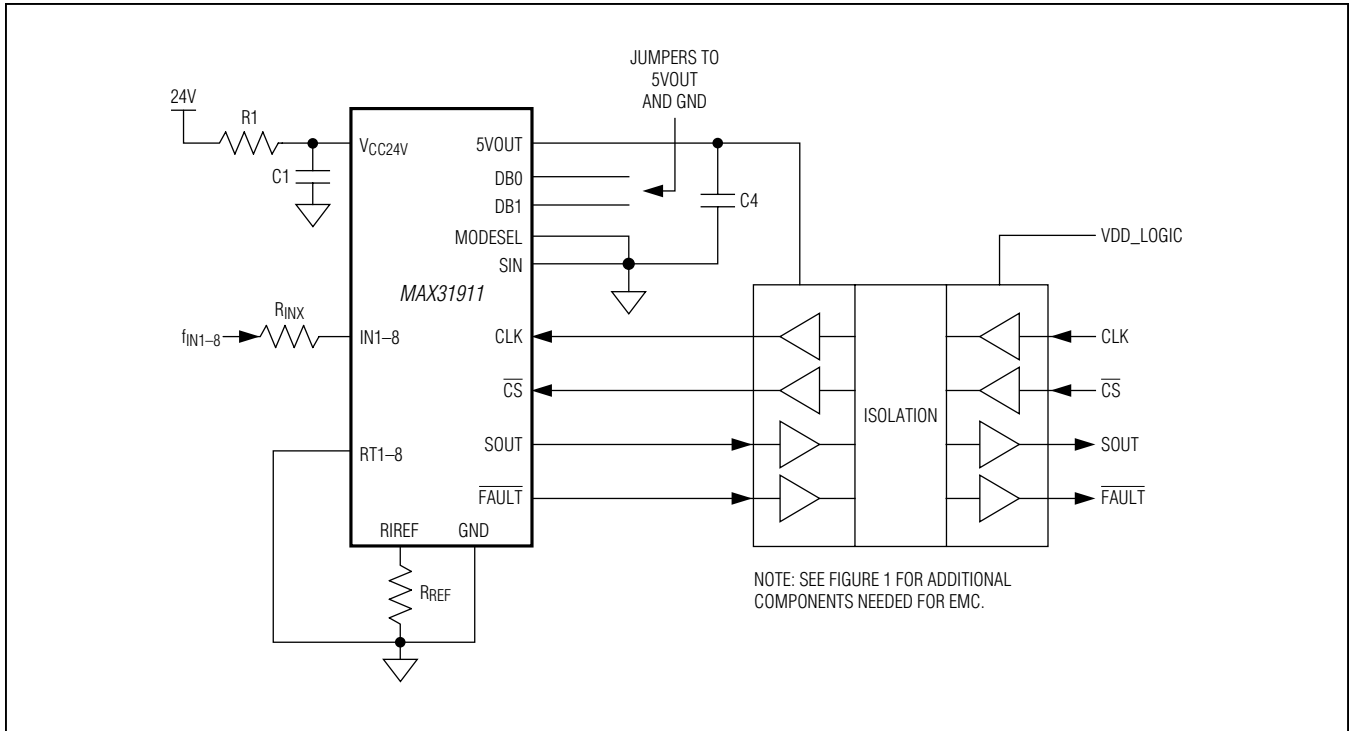 JUMPERS TO
5VOUT
AND GND
24V
R1
C1
VCC24V
5VOUT
DB0
DB1
MODESEL
SIN
C4
VDD_LOGIC
MAX31911
fIN1–8
RINX
IN1–8
CLK
CLK
CS
CS
ISOLATION
RT1–8
SOUT
SOUT
FAULT
FAULT
RIREF
GND
RREF
NOTE: SEE FIGURE 1 FOR ADDITIONAL
COMPONENTS NEEDED FOR EMC.